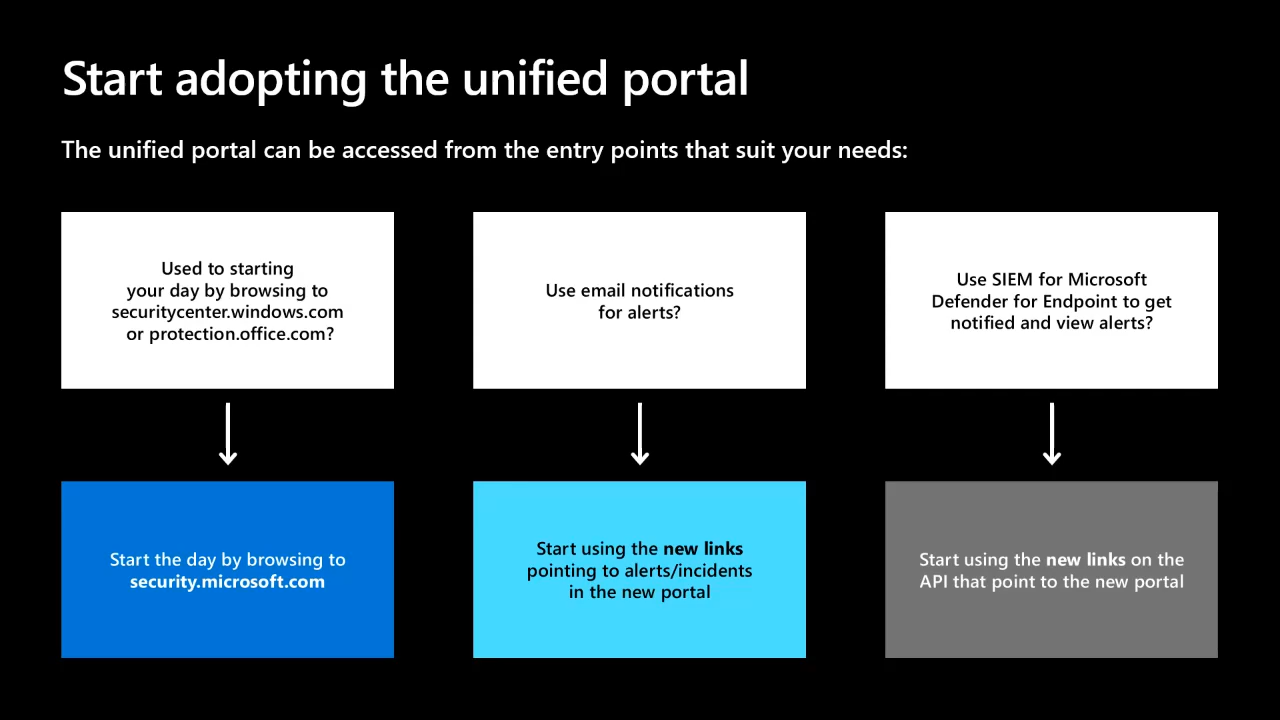 Start adopting the unified portal
The unified portal can be accessed from the entry points that suit your needs:
Used to starting
your day by browsing to
securitycenter.windows.com
or protection.office.com?
Use email notifications
for alerts?
Use SIEM for Microsoft
Defender for Endpoint to get
notified and view alerts?
Start the day by browsing to
security.microsoft.com
Start using the new links
pointing to alerts/incidents
in the new portal
Start using the new links on the
API that point to the new portal